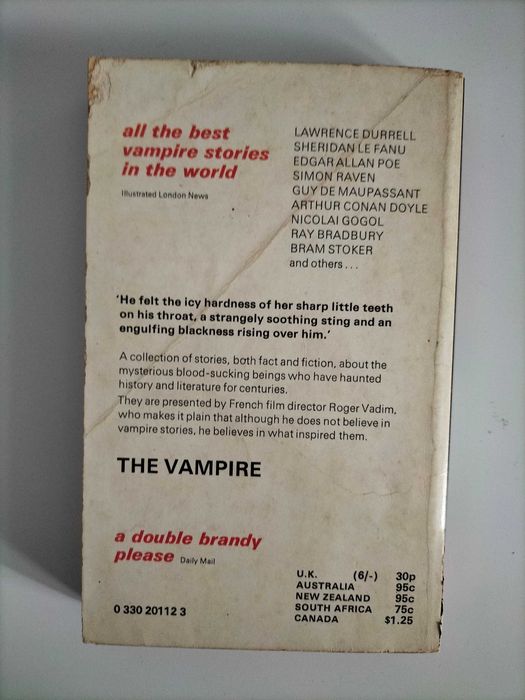 all the best
vampire stories
in the world
Illustrated London News
LAWRENCE DURRELL
SHERIDAN LE FANU
EDGAR ALLAN POE
SIMON RAVEN
GUY DE MAUPASSANT
ARTHUR CONAN DOYLE
NICOLAI GOGOL
RAY BRADBURY
BRAM STOKER
and others...
'He felt the icy hardness of her sharp little teeth
on his throat, a strangely soothing sting and an
engulfing blackness rising over him.'
A collection of stories, both fact and fiction, about the
mysterious blood-sucking beings who have haunted
history and literature for centuries.
They are presented by French film director Roger Vadim,
who makes it plain that although he does not believe in
vampire stories, he believes in what inspired them.
THE VAMPIRE
a double brandy
please Daily Mail
U.K. (6/-) 30p
AUSTRALIA 95c
NEW ZEALAND 95c
SOUTH AFRICA 75c
CANADA $1.25
0 330 20112 3